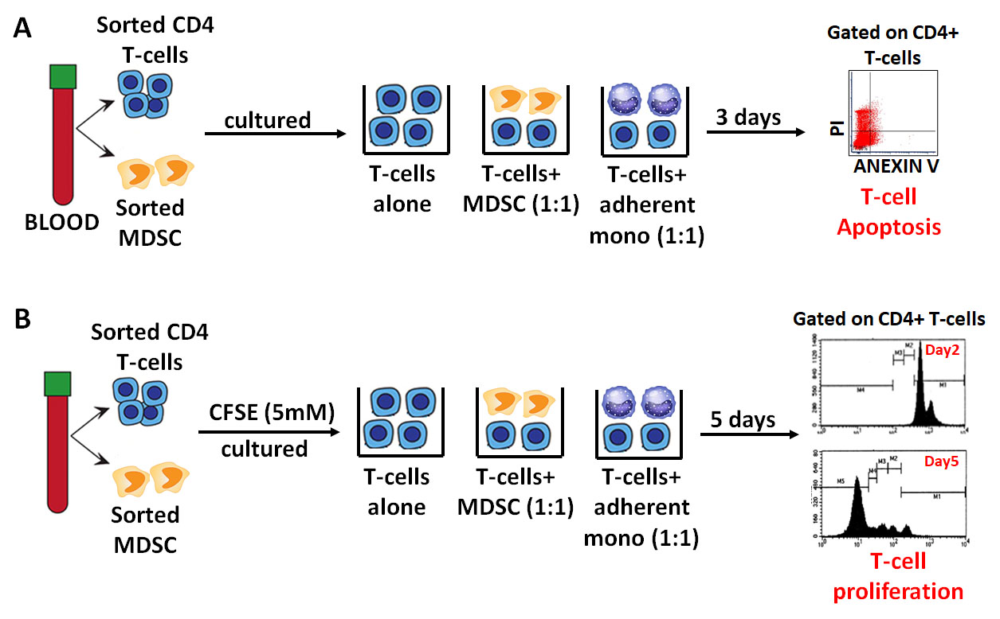 A
Sorted CD4
T-cells
BLOOD
Sorted
MDSC
cultured
T-cells
alone
T-cells+
MDSC (1:1)
T-cells+
adherent
mono (1:1)
3 days
Gated on CD4+
T-cells
PI
ANEXIN V
T-cell
Apoptosis
B
Sorted CD4
T-cells
Sorted
MDSC
CFSE (5mM)
cultured
T-cells
alone
T-cells+
MDSC (1:1)
T-cells+
adherent
mono (1:1)
5 days
Gated on CD4+ T-cells
Day2
M2
M3
M4
M1
Day5
M3 M2
M4
M5
M1
T-cell
proliferation